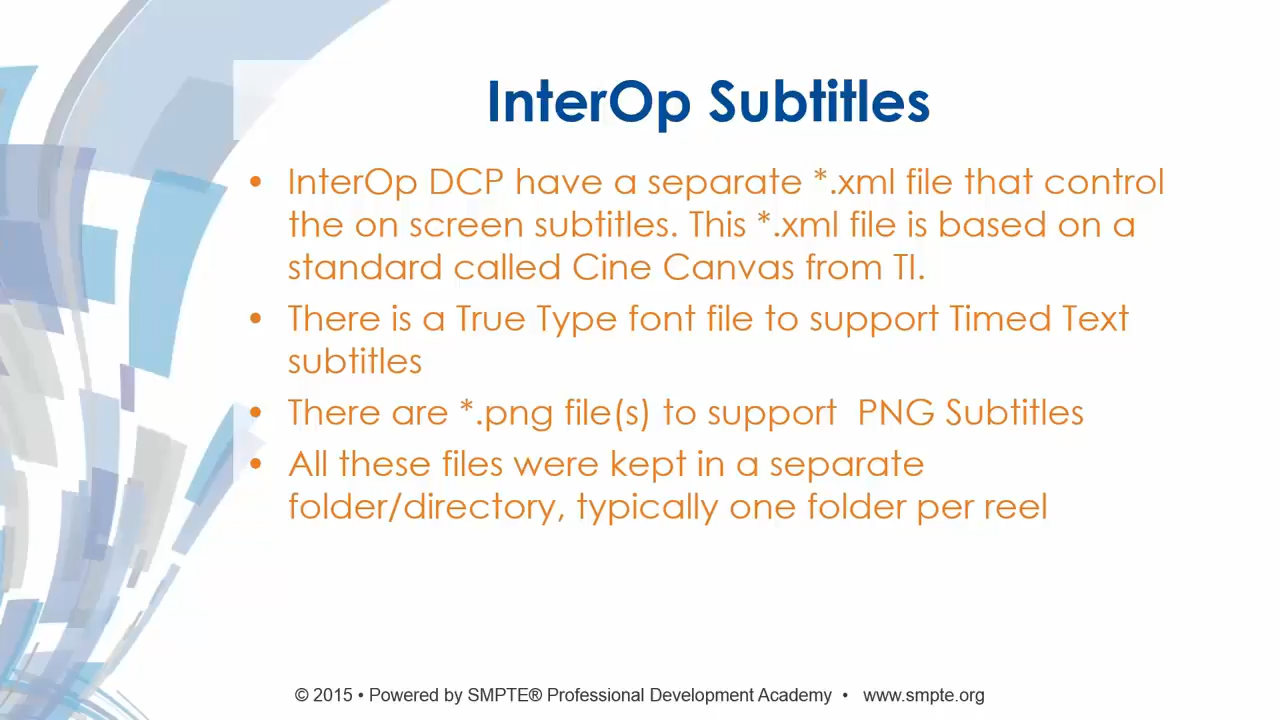 InterOp Subtitles
• InterOp DCP have a separate *.xml file that control
the on screen subtitles. This *.xml file is based on a
standard called Cine Canvas from TI.
• There is a True Type font file to support Timed Text
subtitles
• There are *.png file(s) to support  PNG Subtitles
• All these files were kept in a separate
folder/directory, typically one folder per reel
© 2015 • Powered by SMPTE® Professional Development Academy • www.smpte.org